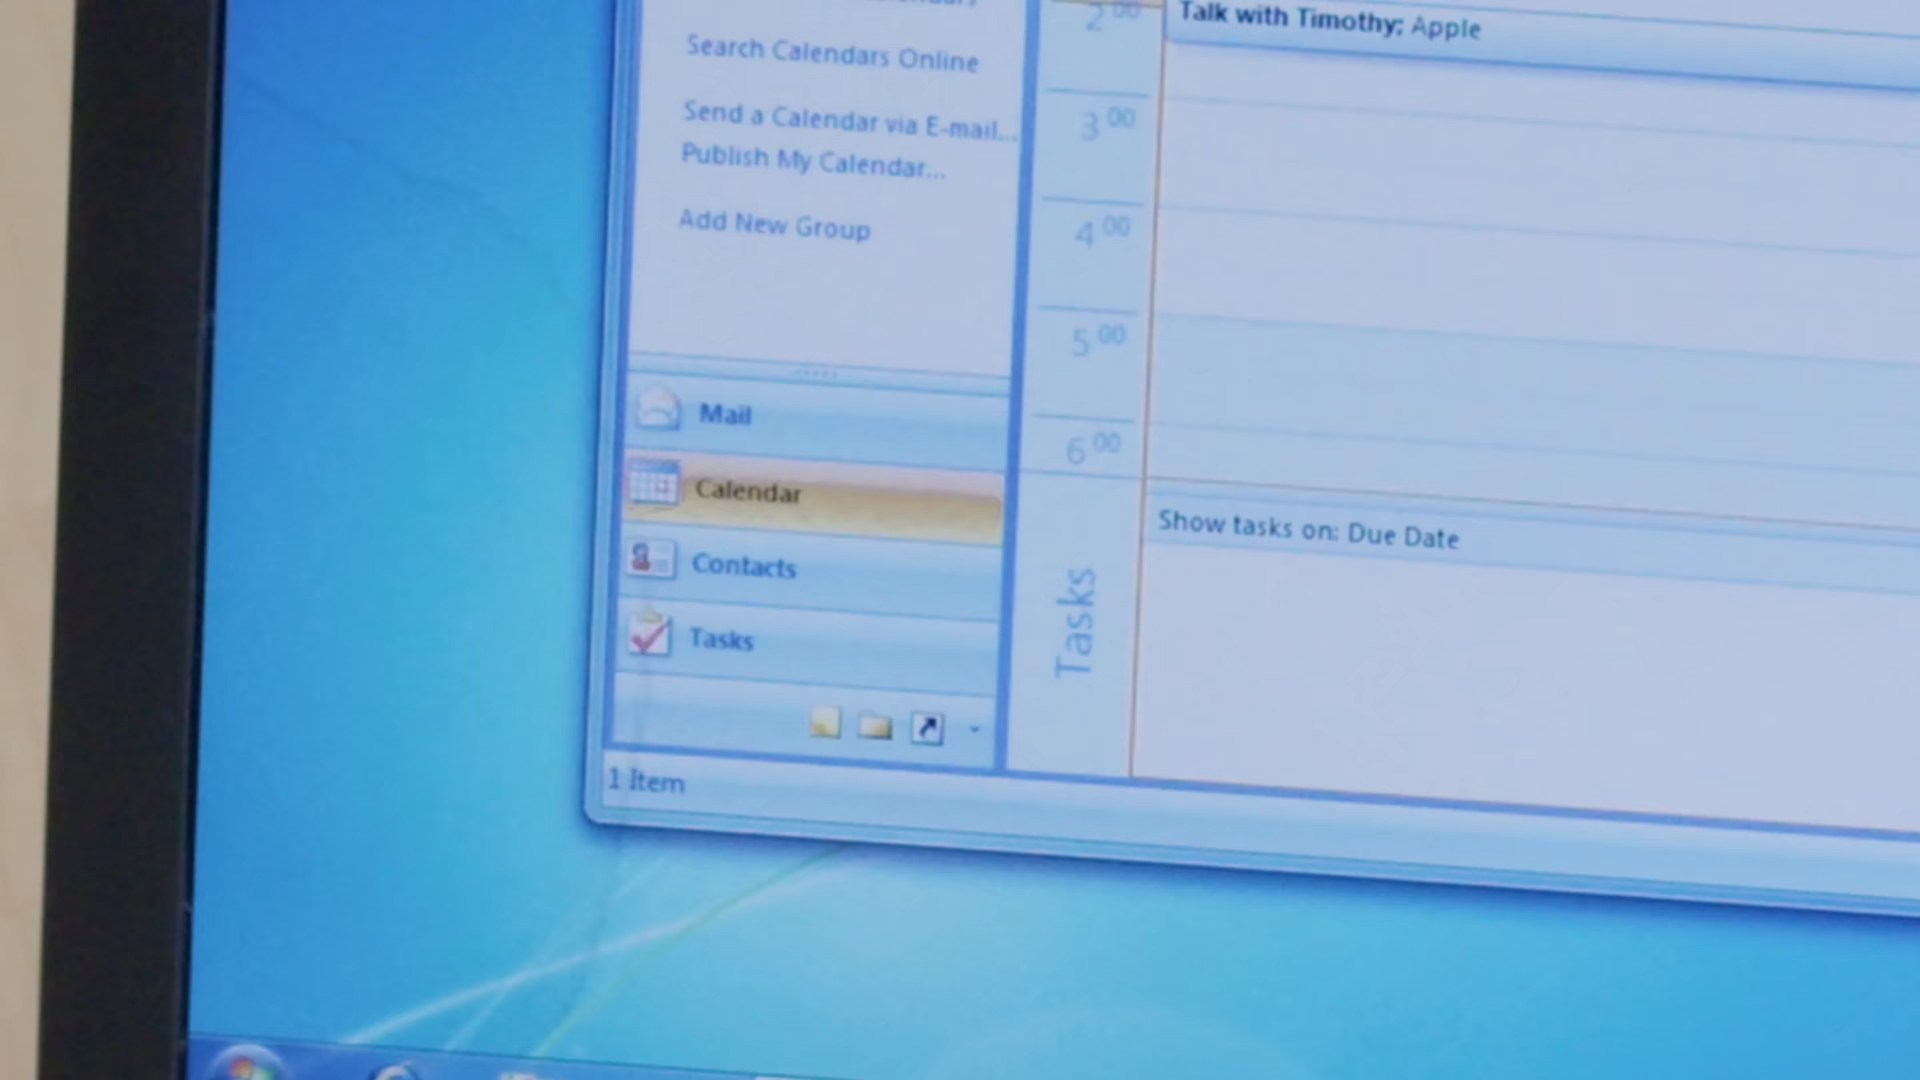 Search Calendars Online
Send a Calendar via E-mail...
Publish My Calendar...
Add New Group
Mail
Calendar
Contacts
Tasks
1 Item
2 00
Talk with Timothy; Apple
3 00
4 00
5 00
6 00
Show tasks on: Due Date
Tasks